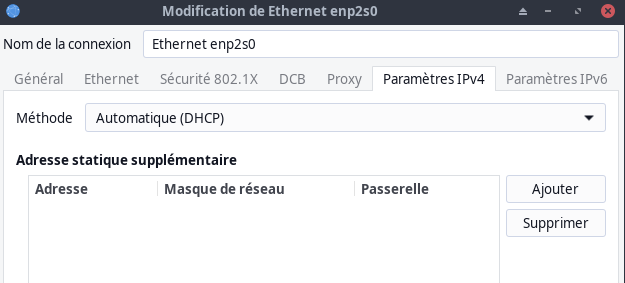 Modification de Ethernet enp2s0
Nom de la connexion Ethernet enp2s0
Général Ethernet Sécurité 802.1X DCB Proxy Paramètres IPv4 Paramètres IPv6
Méthode Automatique (DHCP)
Adresse statique supplémentaire
Adresse Masque de réseau Passerelle Ajouter
Supprimer